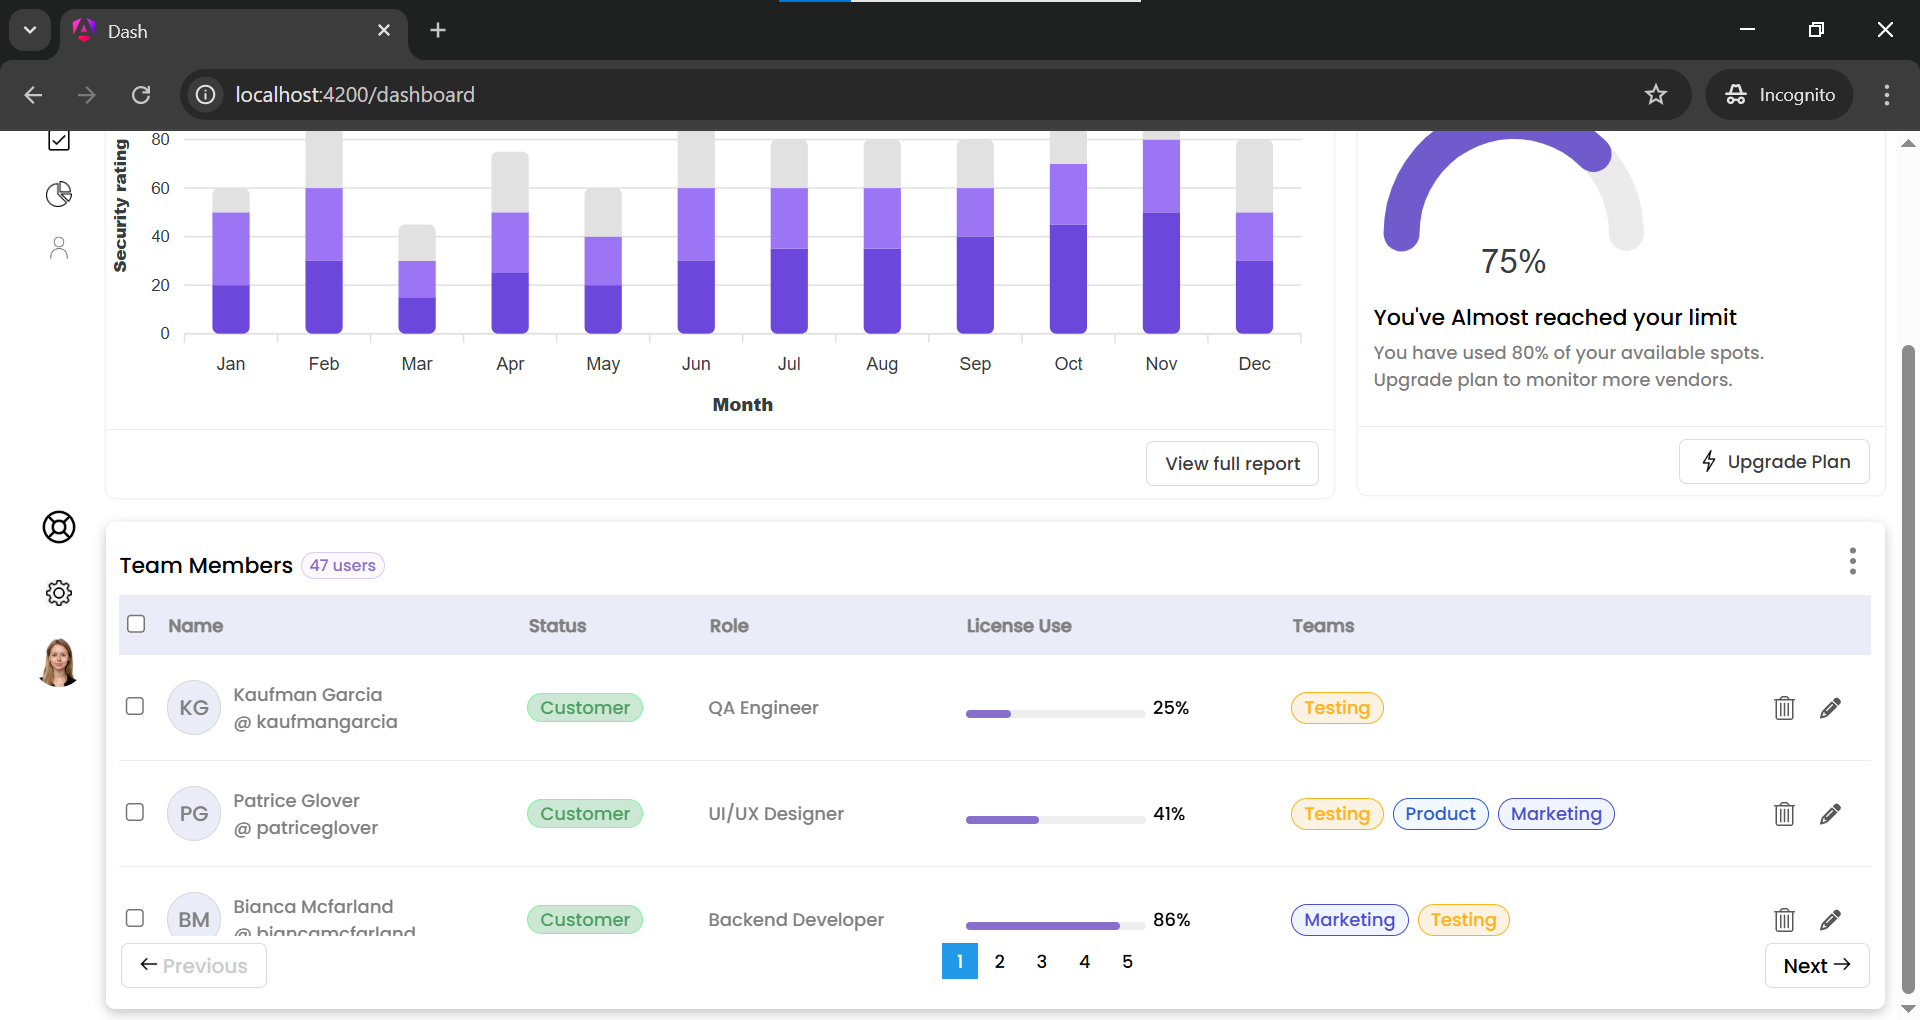 Dash
localhost:4200/dashboard
Incognito
Security rating
80
60
40
20
0
Jan Feb Mar Apr May Jun Jul Aug Sep Oct Nov Dec
Month
View full report
75%
You've Almost reached your limit
You have used 80% of your available spots.
Upgrade plan to monitor more vendors.
Upgrade Plan
Team Members 47 users
Name Status Role License Use Teams
KG Kaufman Garcia
@ kaufmangarcia
Customer QA Engineer 25% Testing
PG Patrice Glover
@ patriceglover
Customer UI/UX Designer 41% Testing Product Marketing
BM Bianca Mcfarland
@ biancamcfarland
Customer Backend Developer 86% Marketing Testing
Previous 1 2 3 4 5 Next